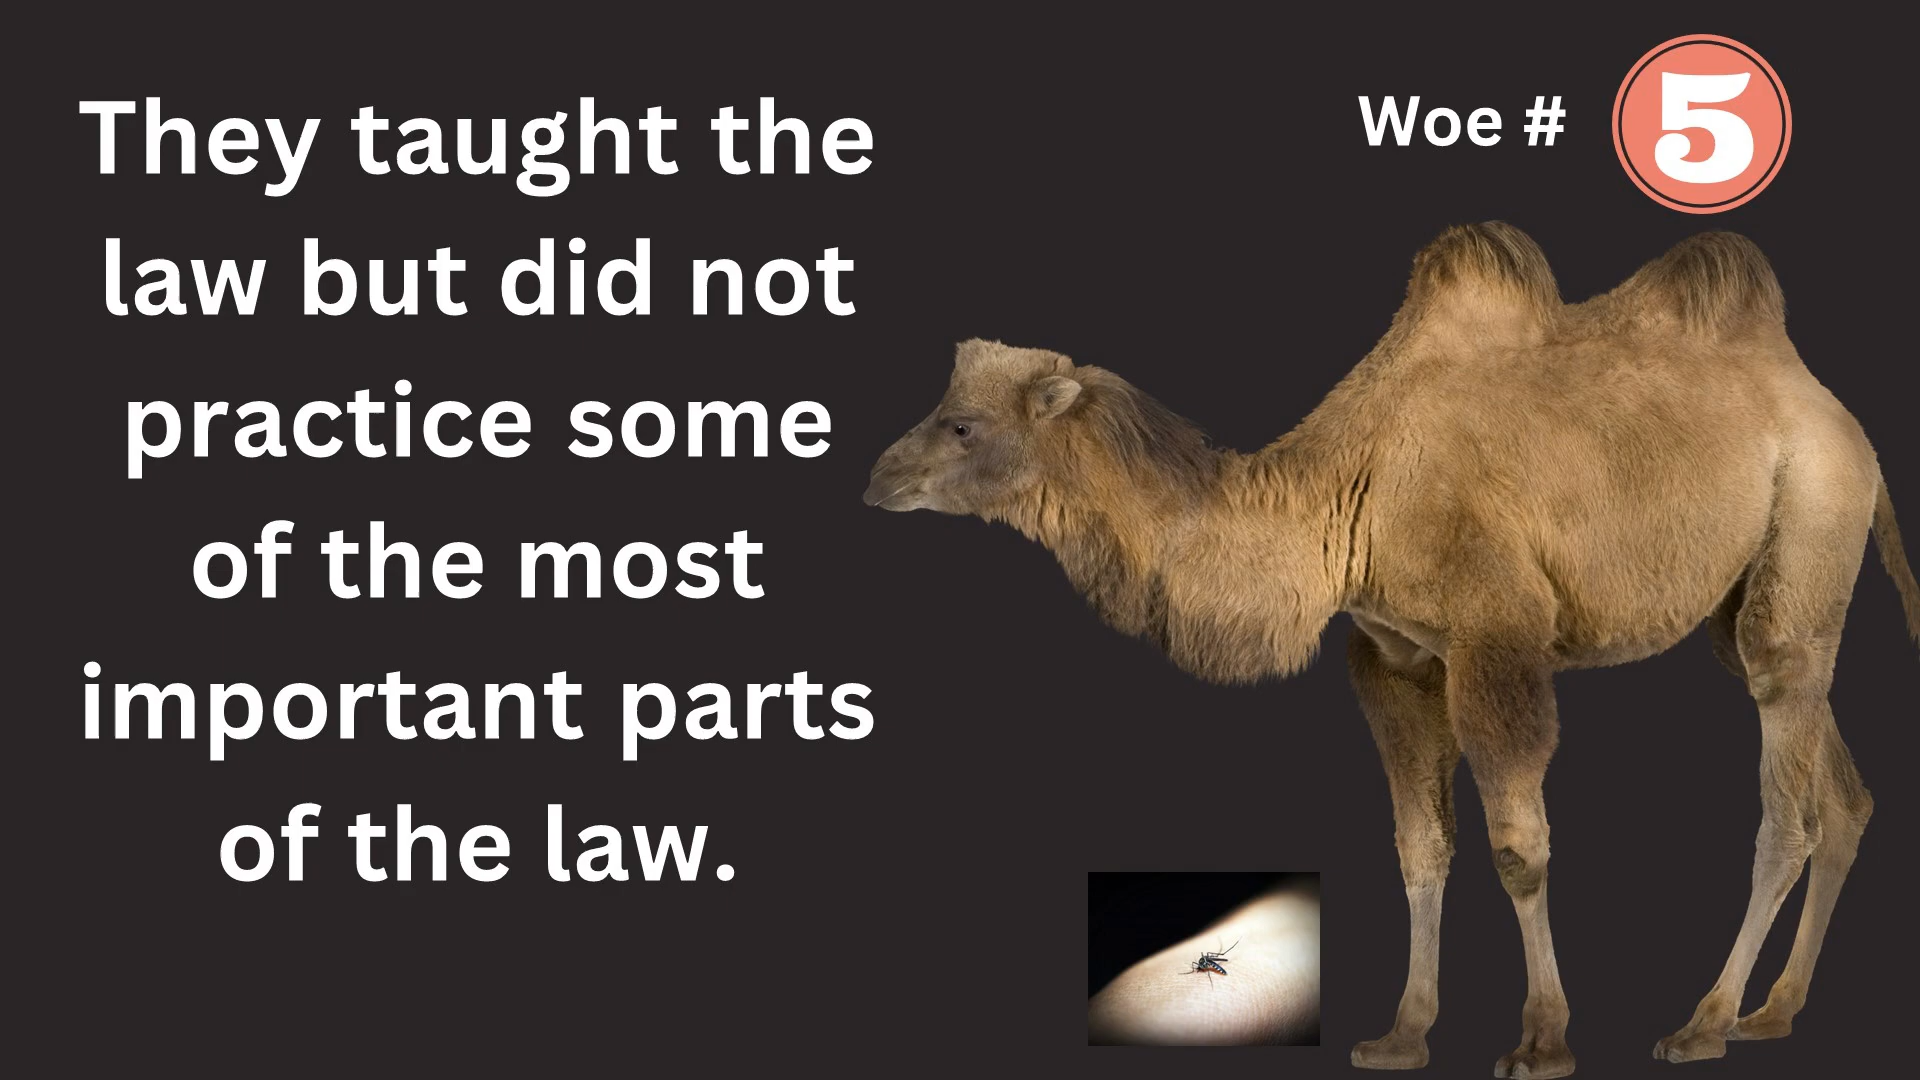 They taught the
law but did not
practice some
of the most
important parts
of the law.
Woe # 5